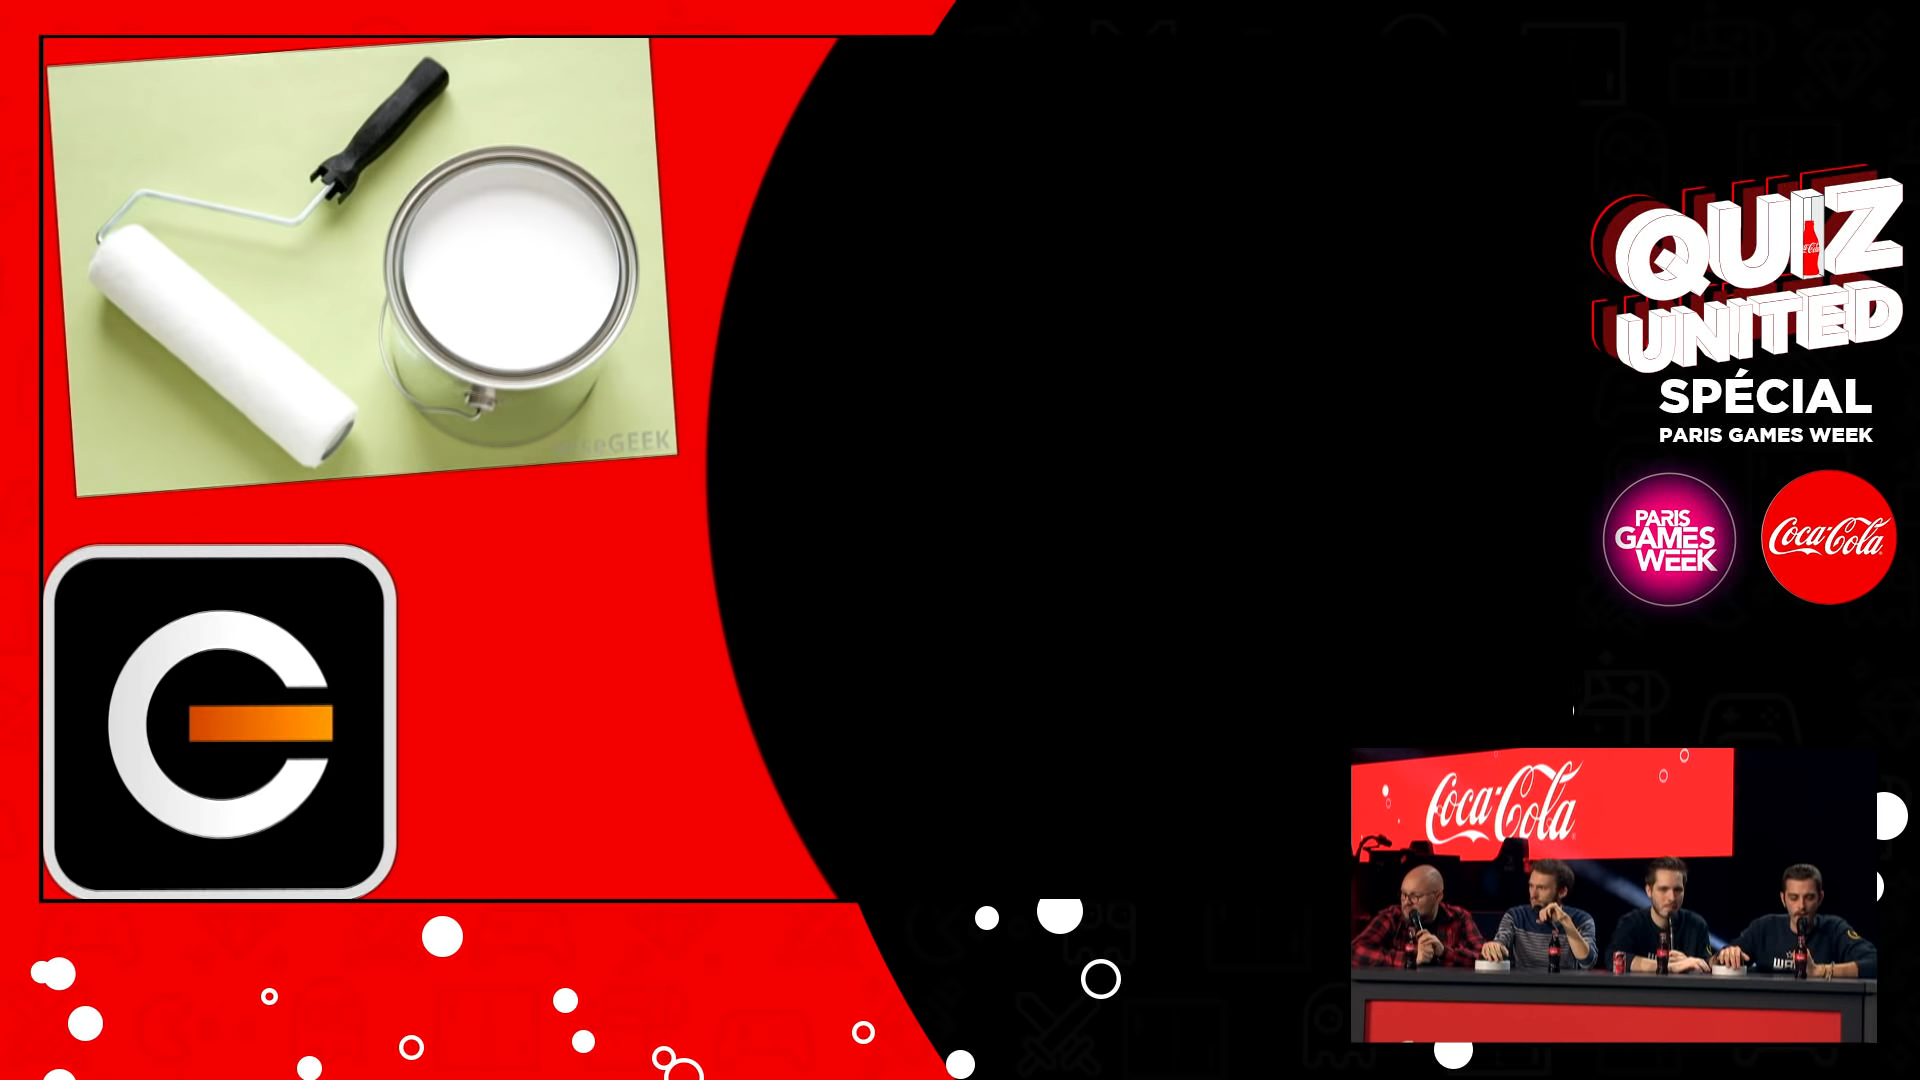 QUIZ
UNITED
SPÉCIAL
PARIS GAMES WEEK
PARIS
GAMES
WEEK
Coca-Cola
Coca-Cola